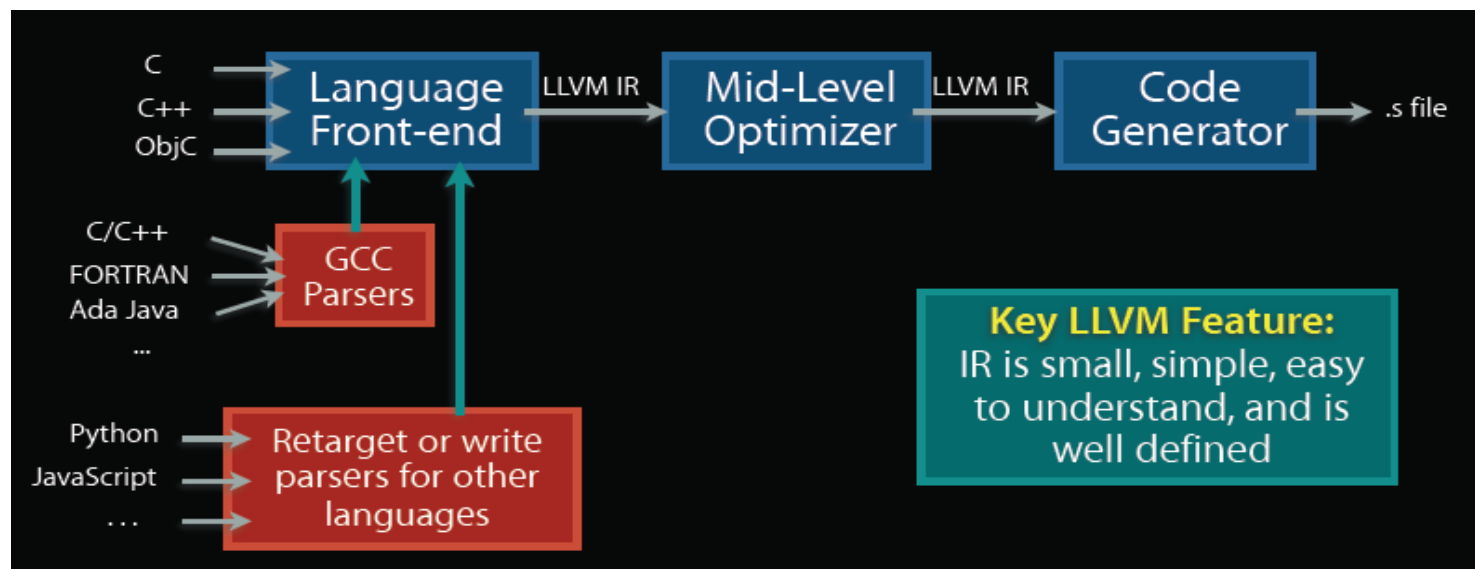 C
C++
ObjC
Language
Front-end
LLVM IR
Mid-Level
Optimizer
LLVM IR
Code
Generator
.s file
C/C++
FORTRAN
Ada Java
...
GCC
Parsers
Python
JavaScript
...
Retarget or write
parsers for other
languages
Key LLVM Feature:
IR is small, simple, easy
to understand, and is
well defined